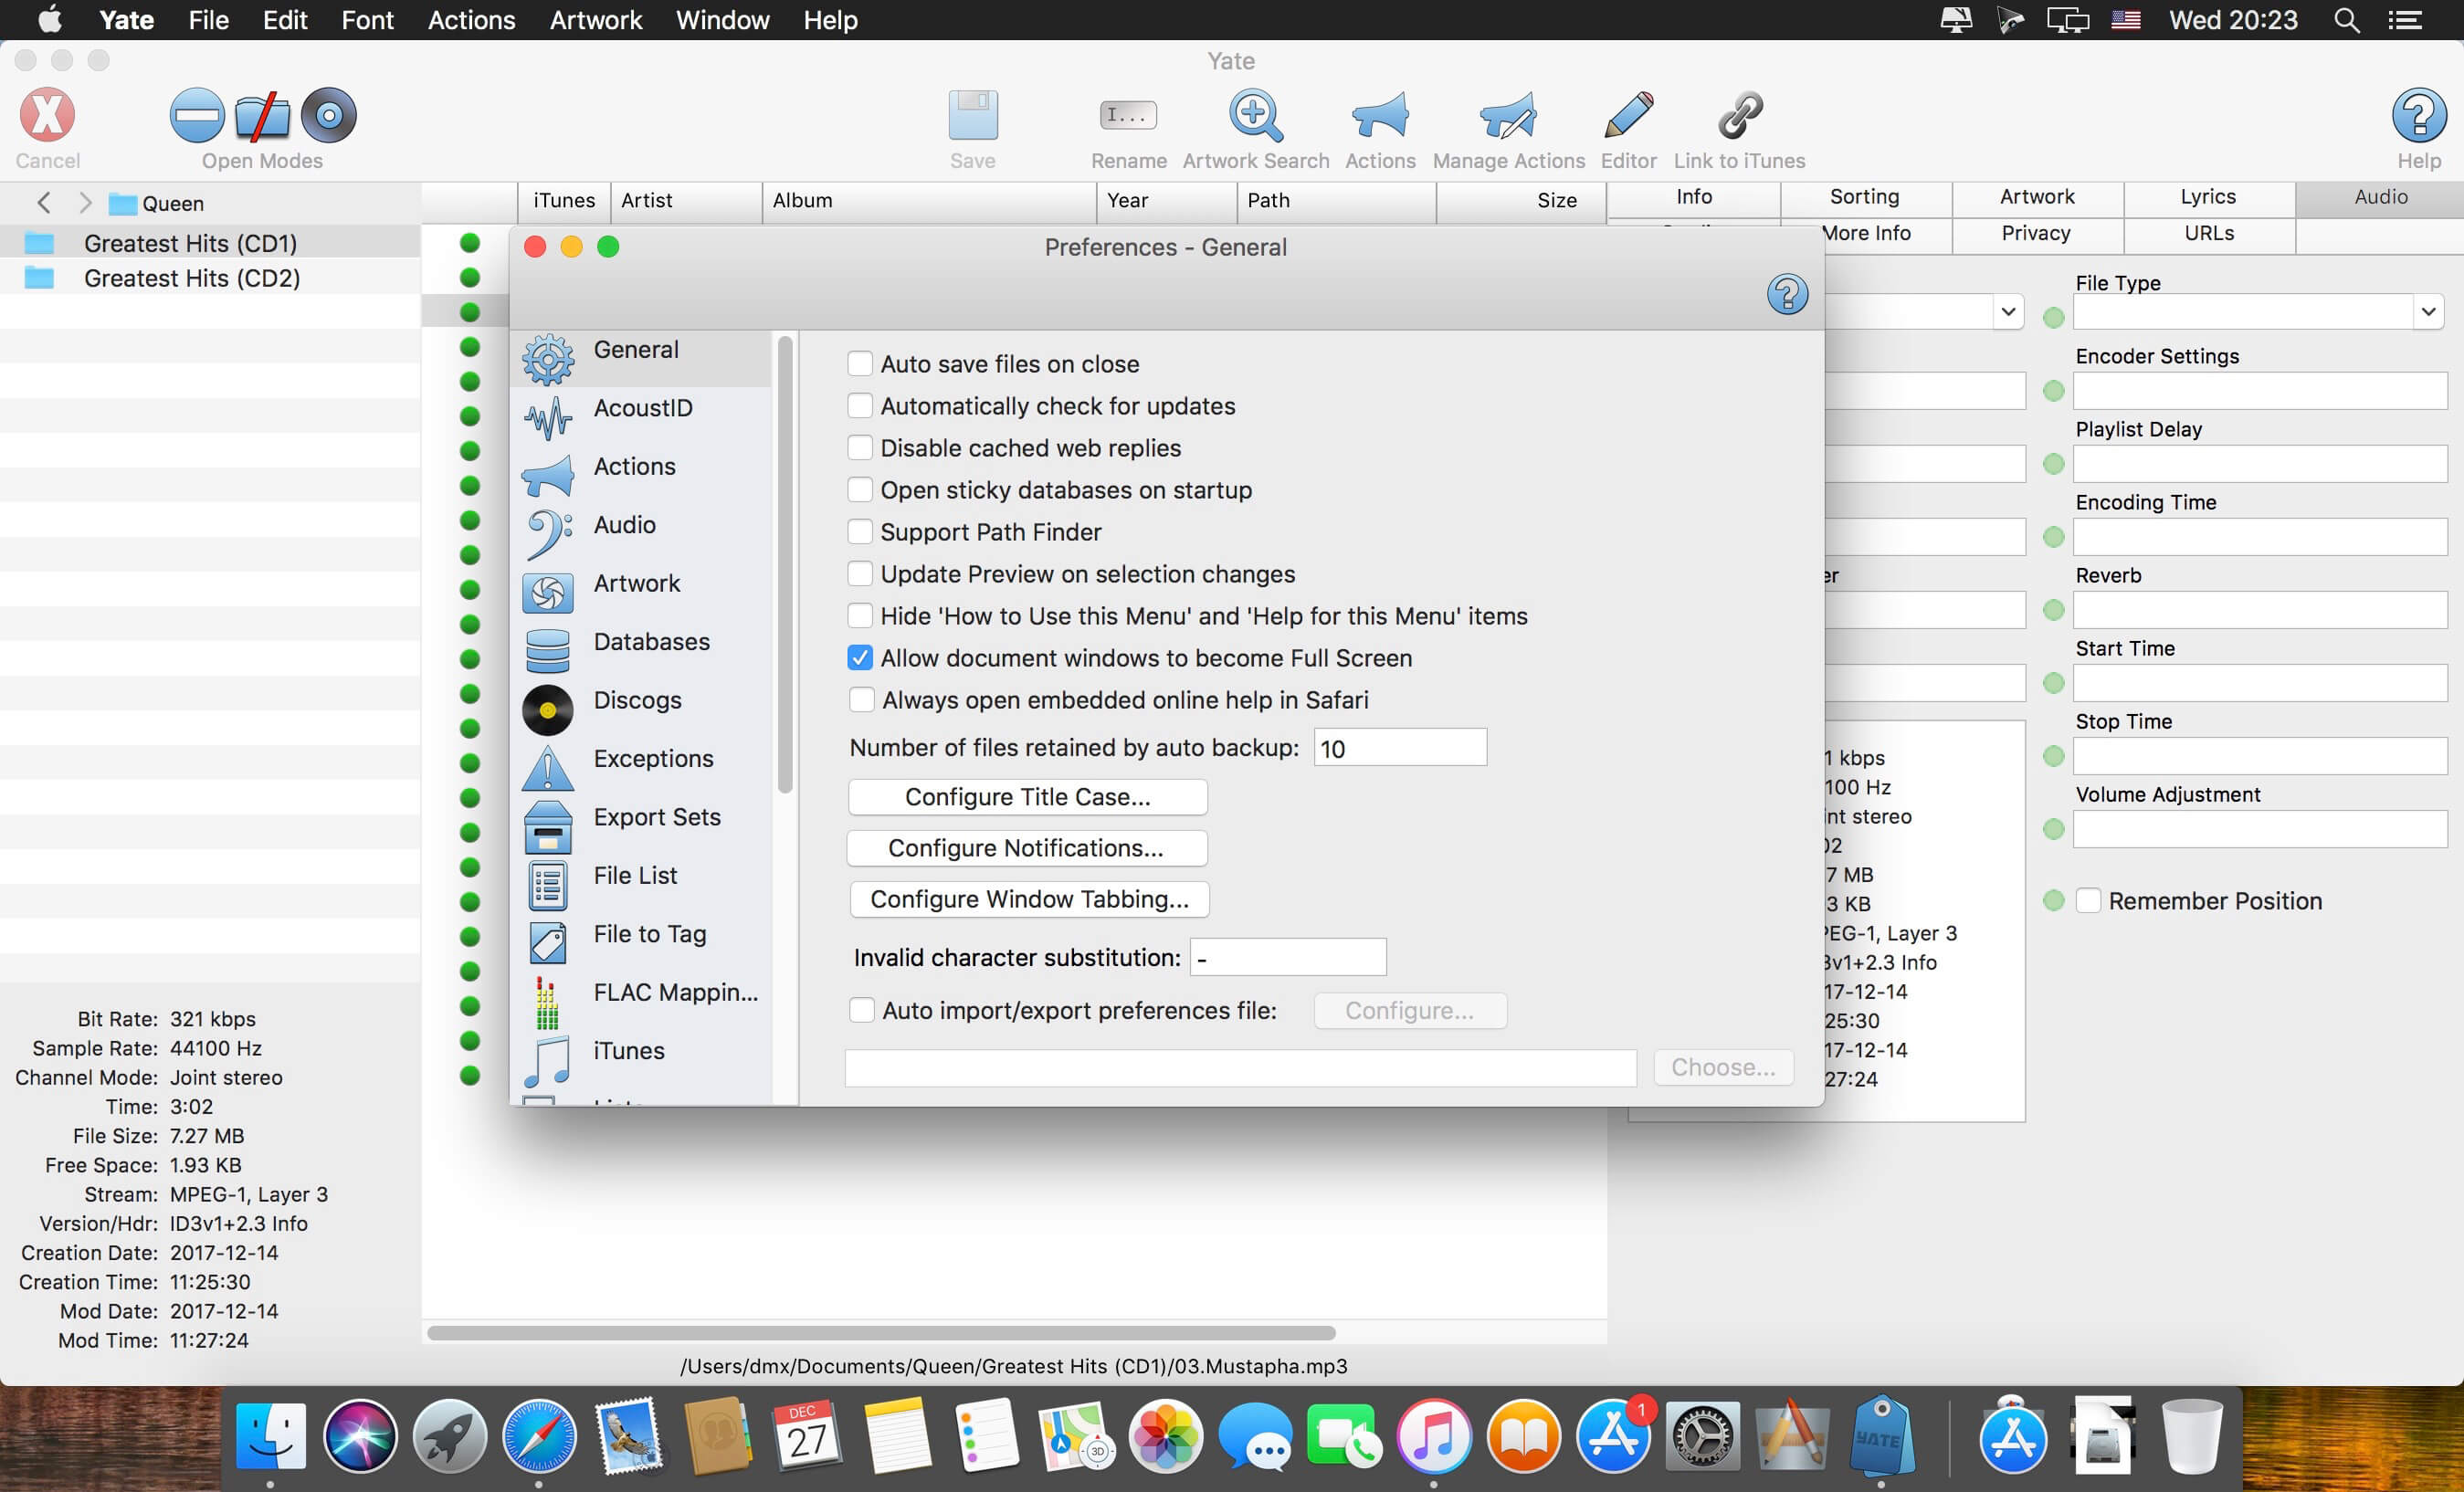 Yate File Edit Font Actions Artwork Window Help Wed 20:23
Yate
I...
Cancel Open Modes Save Rename Artwork Search Actions Manage Actions Editor Link to iTunes Help
Queen
Greatest Hits (CD1)
Greatest Hits (CD2)
iTunes Artist Album Year Path Size
Info Sorting Artwork Lyrics Audio
More Info Privacy URLs
Preferences - General
General
AcoustID
Actions
Audio
Artwork
Databases
Discogs
Exceptions
Export Sets
File List
File to Tag
FLAC Mappin...
iTunes
Auto save files on close
Automatically check for updates
Disable cached web replies
Open sticky databases on startup
Support Path Finder
Update Preview on selection changes
Hide 'How to Use this Menu' and 'Help for this Menu' items
Allow document windows to become Full Screen
Always open embedded online help in Safari
Number of files retained by auto backup: 10
Configure Title Case...
Configure Notifications...
Configure Window Tabbing...
Invalid character substitution: -
Auto import/export preferences file: Configure...
Choose...
File Type
Encoder Settings
Playlist Delay
Encoding Time
Reverb
Start Time
Stop Time
Volume Adjustment
Remember Position
er
1 kbps
100 Hz
int stereo
02
7 MB
3 KB
PEG-1, Layer 3
3v1+2.3 Info
17-12-14
25:30
17-12-14
27:24
Bit Rate: 321 kbps
Sample Rate: 44100 Hz
Channel Mode: Joint stereo
Time: 3:02
File Size: 7.27 MB
Free Space: 1.93 KB
Stream: MPEG-1, Layer 3
Version/Hdr: ID3v1+2.3 Info
Creation Date: 2017-12-14
Creation Time: 11:25:30
Mod Date: 2017-12-14
Mod Time: 11:27:24
/Users/dmx/Documents/Queen/Greatest Hits (CD1)/03.Mustapha.mp3
DEC
27
3D
1
YATE